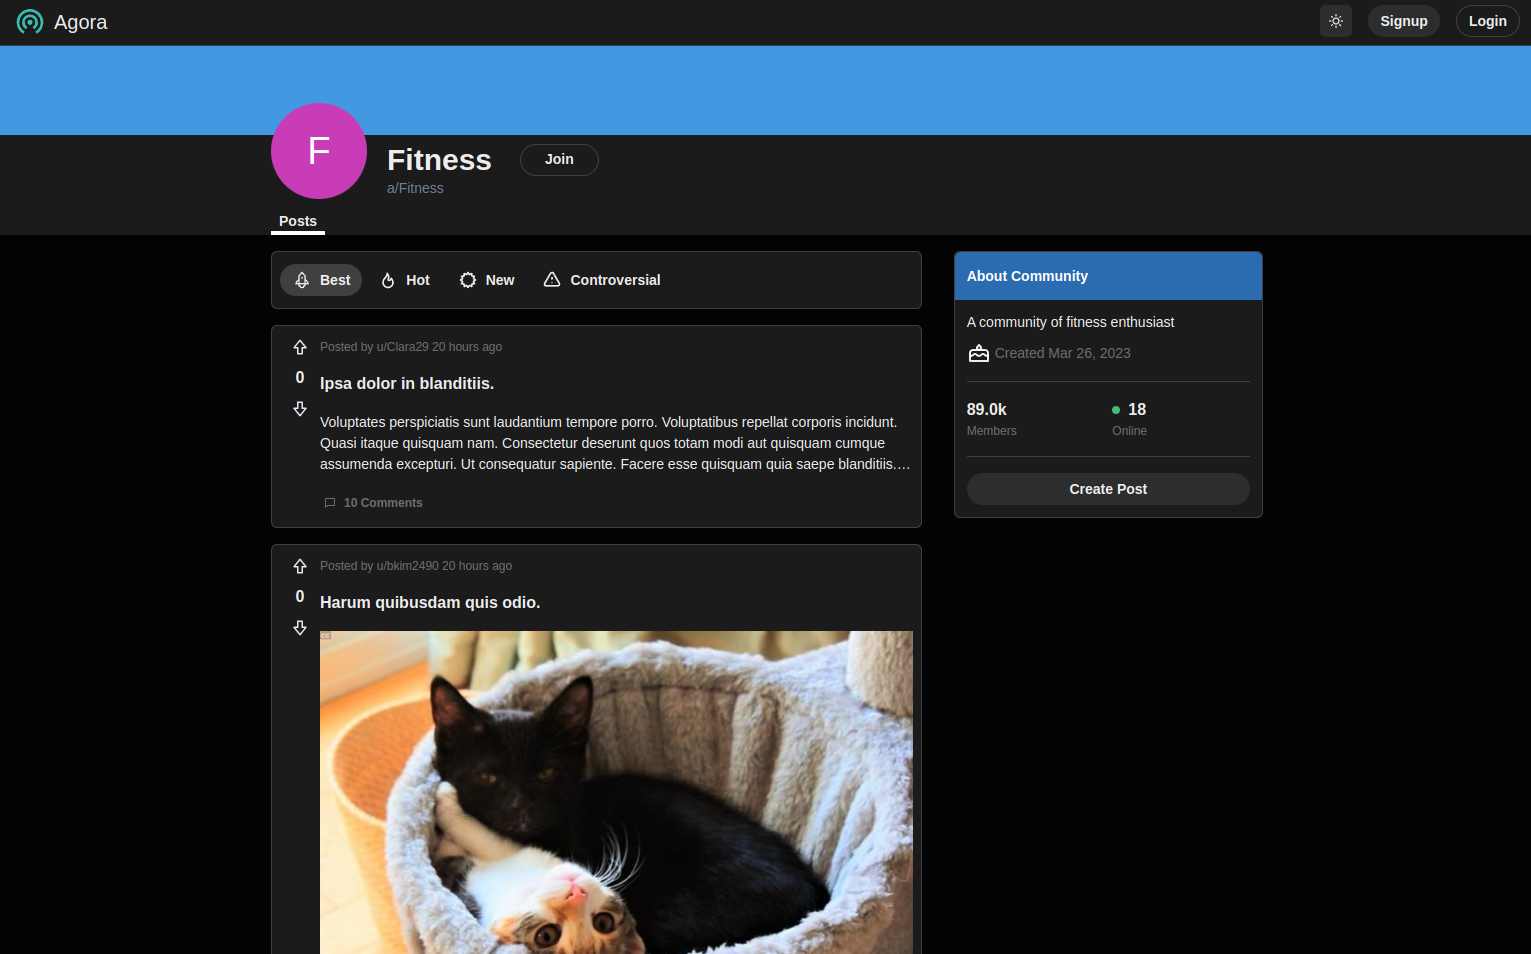 Agora
Signup
Login
F
Fitness
Join
a/Fitness
Posts
Best
Hot
New
Controversial
Posted by u/Clara29 20 hours ago
0
Ipsa dolor in blanditiis.
Voluptates perspiciatis sunt laudantium tempore porro. Voluptatibus repellat corporis incidunt.
Quasi itaque quisquam nam. Consectetur deserunt quos totam modi aut quisquam cumque
assumenda excepturi. Ut consequatur sapiente. Facere esse quisquam quia saepe blanditiis.…
10 Comments
Posted by u/bkim2490 20 hours ago
0
Harum quibusdam quis odio.
cc
About Community
A community of fitness enthusiast
Created Mar 26, 2023
89.0k
18
Members
Online
Create Post